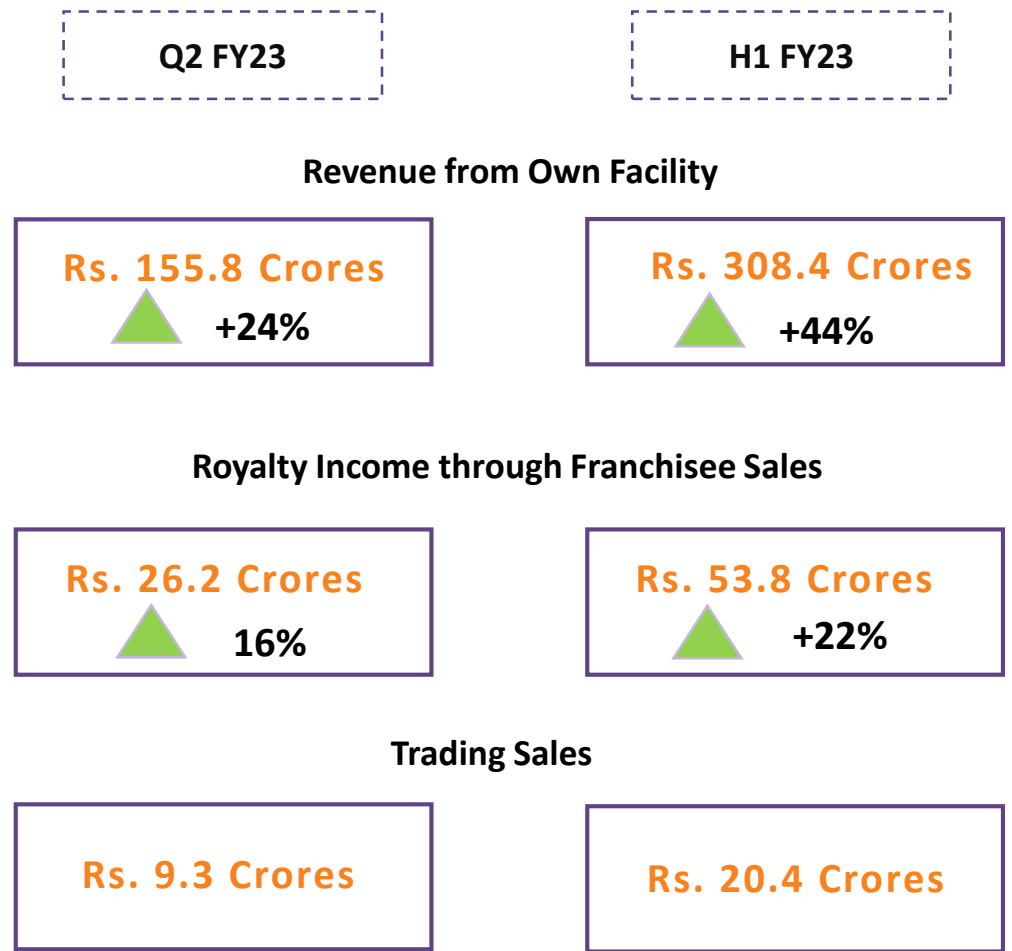 Q2 FY23
H1 FY23
Revenue from Own Facility
Rs. 155.8 Crores
+24%
Rs. 308.4 Crores
+44%
Royalty Income through Franchisee Sales
Rs. 26.2 Crores
16%
Rs. 53.8 Crores
+22%
Trading Sales
Rs. 9.3 Crores
Rs. 20.4 Crores